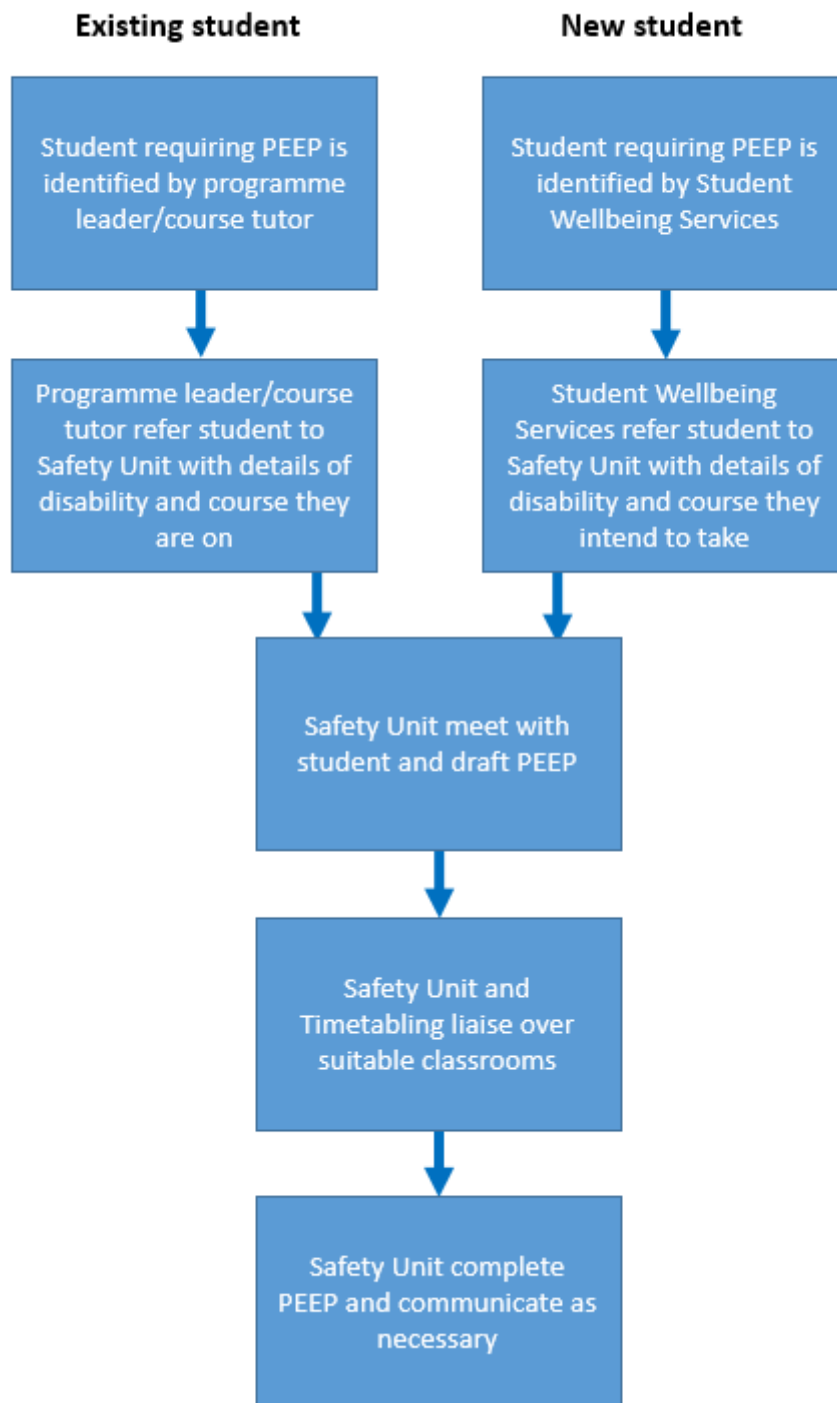 Existing student
New student
Student requiring PEEP is
identified by programme
leader/course tutor
Student requiring PEEP is
identified by Student
Wellbeing Services
Programme leader/course
tutor refer student to
Safety Unit with details of
disability and course they
are on
Student Wellbeing
Services refer student to
Safety Unit with details of
disability and course they
intend to take
Safety Unit meet with
student and draft PEEP
Safety Unit and
Timetabling liaise over
suitable classrooms
Safety Unit complete
PEEP and communicate as
necessary